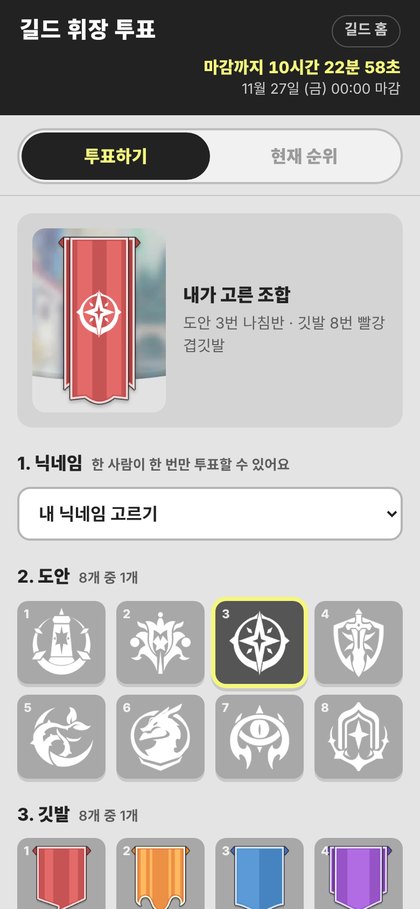 길드 휘장 투표
길드 홈
마감까지 10시간 22분 58초
11월 27일 (금) 00:00 마감
투표하기
현재 순위
내가 고른 조합
도안 3번 나침반 · 깃발 8번 빨강
겹깃발
1. 닉네임 한 사람이 한 번만 투표할 수 있어요
내 닉네임 고르기
2. 도안 8개 중 1개
1 2 3 4
5 6 7 8
3. 깃발 8개 중 1개
1 2 3 4